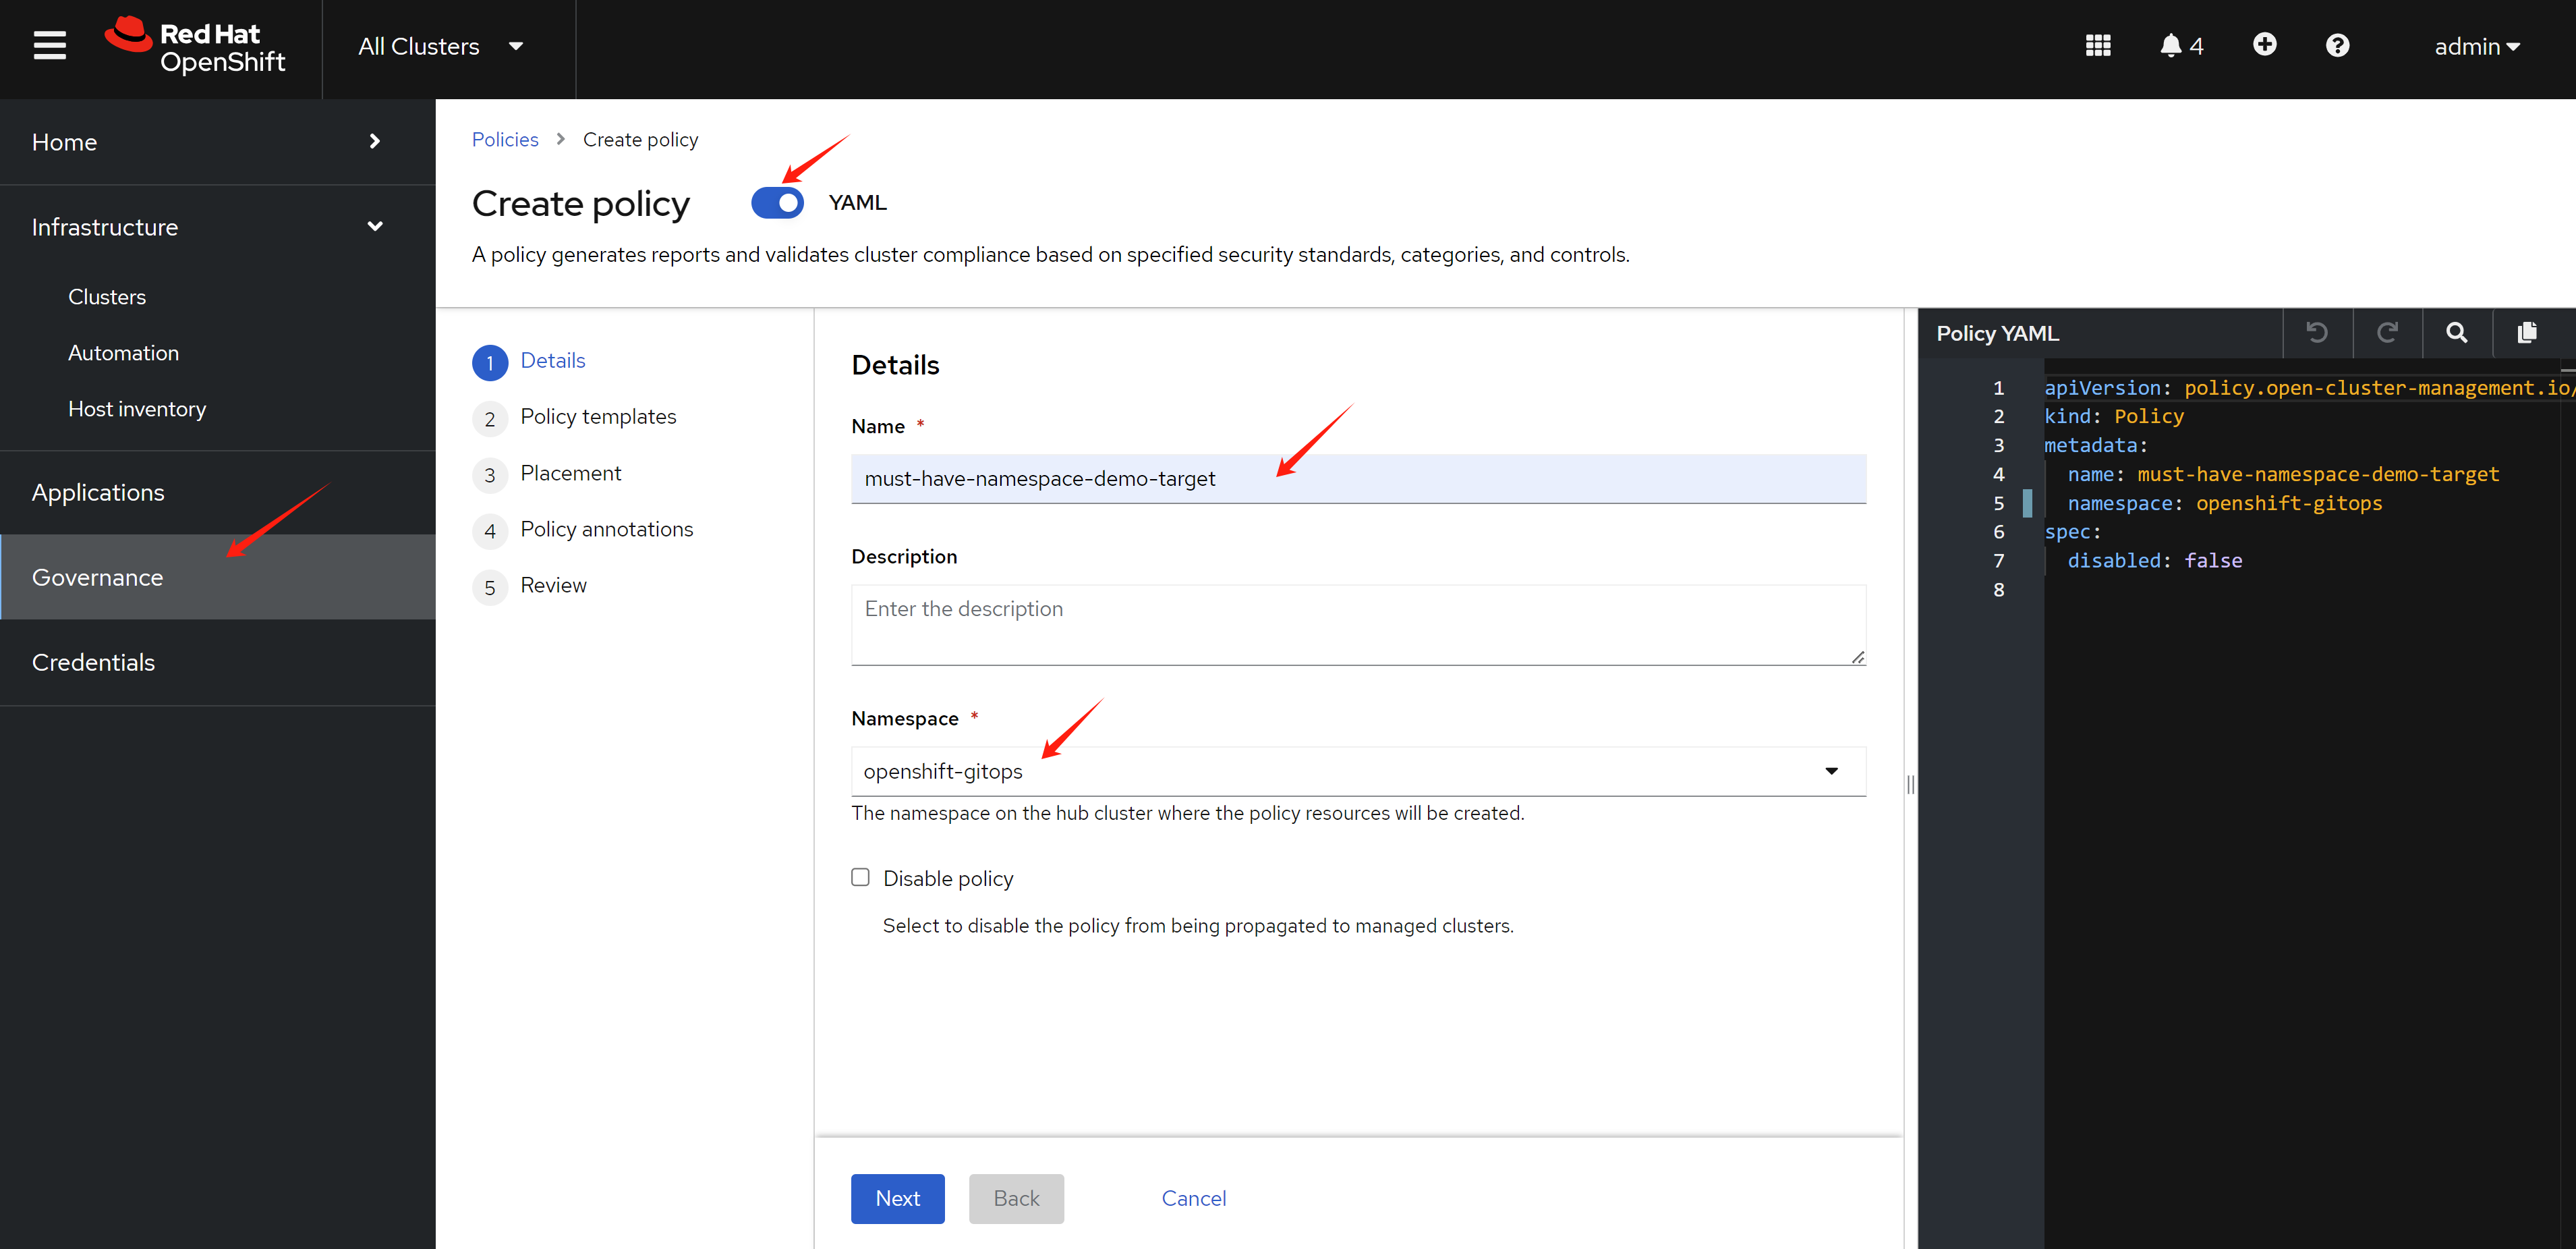 Red Hat
OpenShift
All Clusters
4
admin
Home
Infrastructure
Clusters
Automation
Host inventory
Applications
Governance
Credentials
Policies > Create policy
Create policy
YAML
A policy generates reports and validates cluster compliance based on specified security standards, categories, and controls.
1 Details
2 Policy templates
3 Placement
4 Policy annotations
5 Review
Details
Name *
must-have-namespace-demo-target
Description
Enter the description
Namespace *
openshift-gitops
The namespace on the hub cluster where the policy resources will be created.
Disable policy
Select to disable the policy from being propagated to managed clusters.
Next
Back
Cancel
Policy YAML
1 apiVersion: policy.open-cluster-management.io/
2 kind: Policy
3 metadata:
4 name: must-have-namespace-demo-target
5 namespace: openshift-gitops
6 spec:
7 disabled: false
8